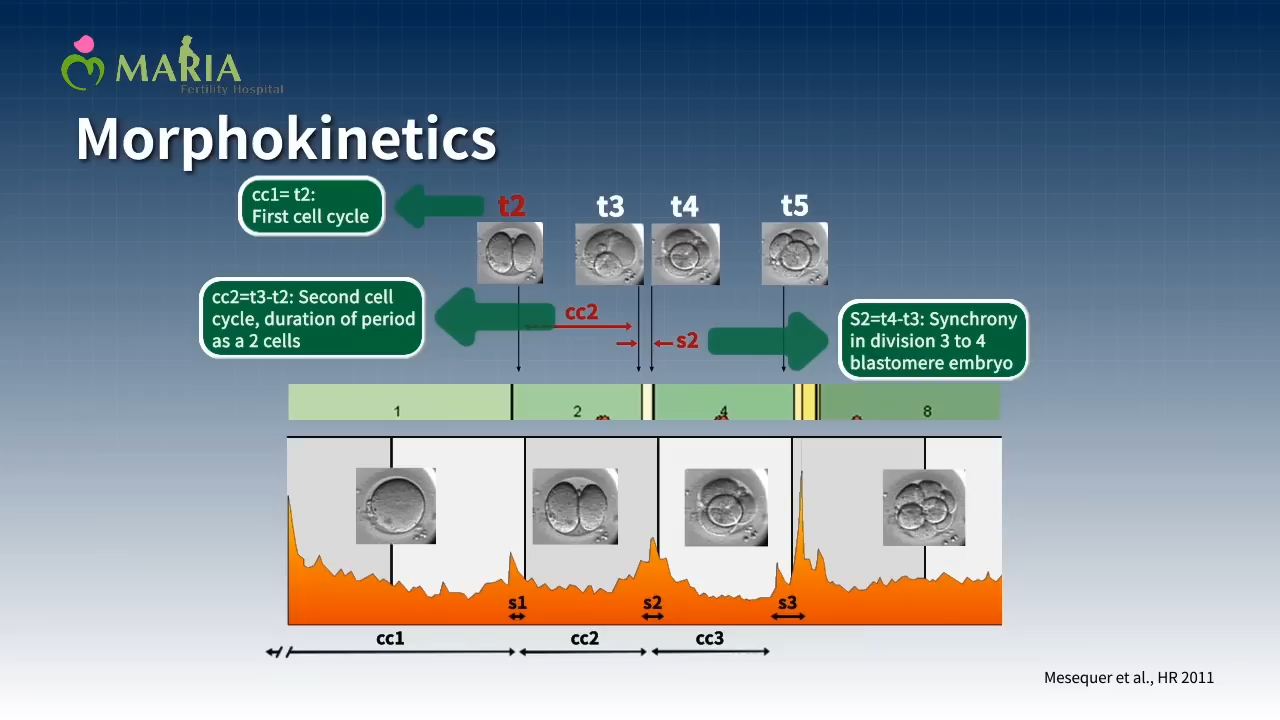 MARIA
Fertility Hospital
Morphokinetics
cc1= t2:
First cell cycle
t2
t3
t4
t5
cc2=t3-t2: Second cell
cycle, duration of period
as a 2 cells
cc2
s2
S2=t4-t3: Synchrony
in division 3 to 4
blastomere embryo
1
2
4
8
s1
s2
s3
cc1
cc2
cc3
Mesequer et al., HR 2011